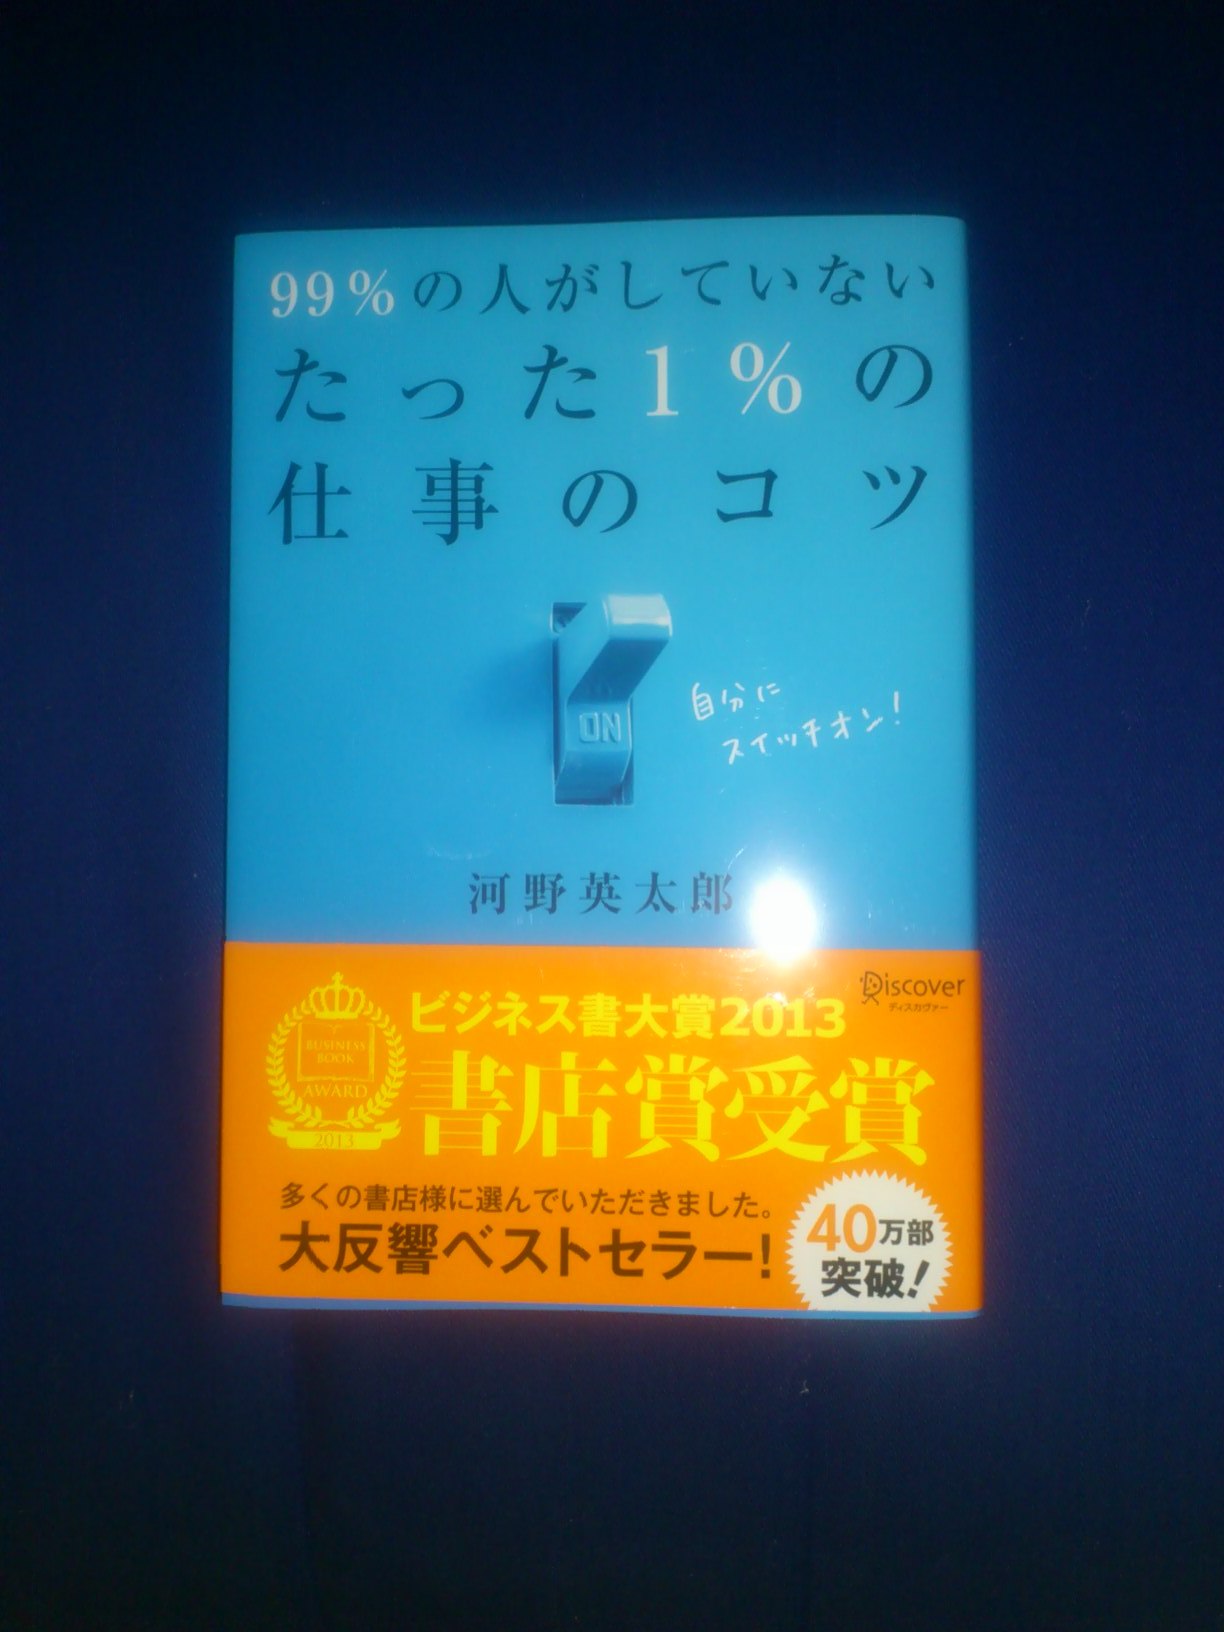 99%の人がしていない
たった1%の
仕事のコツ
ON
自分に
スイッチオン!
河野英太郎
Discover
ディスカヴァー
ビジネス書大賞2013
書店賞受賞
BUSINESS
BOOK
AWARD
2013
多くの書店様に選んでいただきました。
大反響ベストセラー!
40万部
突破!